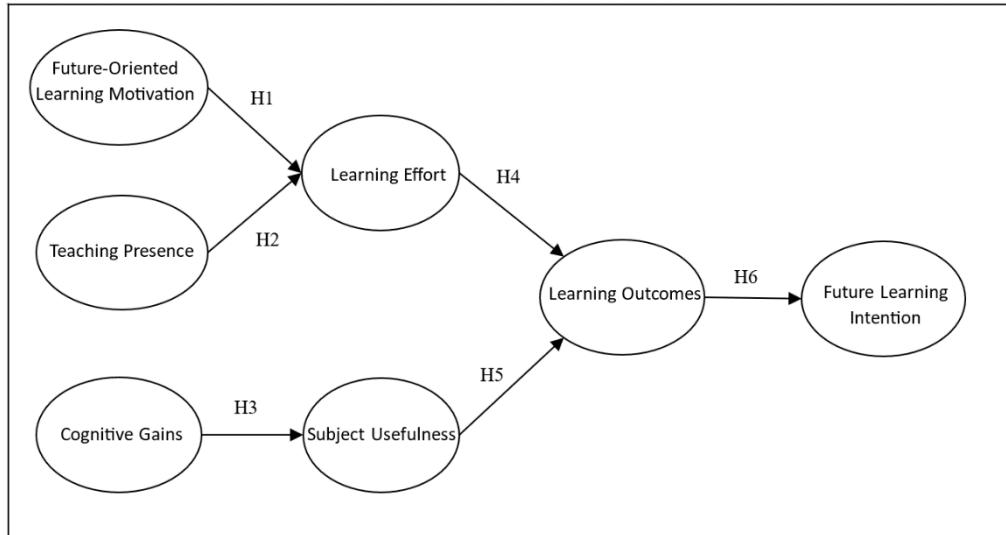 Future-Oriented
Learning Motivation
H1
Learning Effort
H4
Teaching Presence
H2
Learning Outcomes
H6
Future Learning
Intention
H5
Cognitive Gains
H3
Subject Usefulness